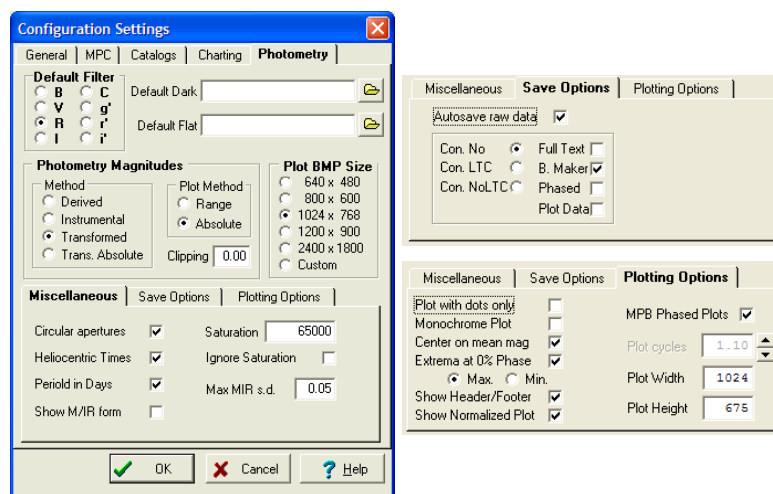 Configuration Settings
General MPC Catalogs Charting Photometry
Default Filter
B C
V g'
R r'
I i'
Default Dark
Default Flat
Photometry Magnitudes
Method
Derived
Instrumental
Transformed
Trans. Absolute
Plot Method
Range
Absolute
Clipping 0.00
Plot BMP Size
640 x 480
800 x 600
1024 x 768
1200 x 900
2400 x 1800
Custom
Miscellaneous Save Options Plotting Options
Circular apertures Saturation 65000
Heliocentric Times Ignore Saturation
Periold in Days Max MIR s.d. 0.05
Show M/IR form
OK Cancel Help
Miscellaneous Save Options Plotting Options
Autosave raw data
Con. No Full Text
Con. LTC B. Maker
Con. NoLTC Phased
Plot Data
Miscellaneous Save Options Plotting Options
Plot with dots only
Monochrome Plot
Center on mean mag
Extrema at 0% Phase
Max. Min.
Show Header/Footer
Show Normalized Plot
MPB Phased Plots
Plot cycles 1.10
Plot Width 1024
Plot Height 675